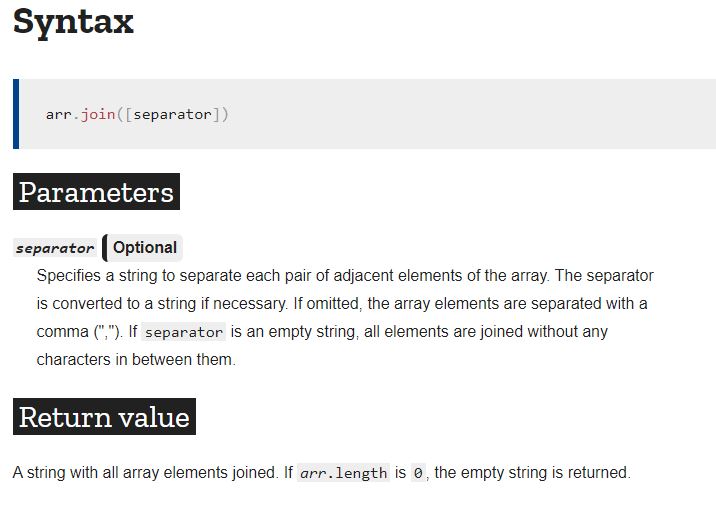 Syntax
arr.join([separator])
Parameters
separator Optional
Specifies a string to separate each pair of adjacent elements of the array. The separator
is converted to a string if necessary. If omitted, the array elements are separated with a
comma (","). If separator is an empty string, all elements are joined without any
characters in between them.
Return value
A string with all array elements joined. If arr.length is 0, the empty string is returned.